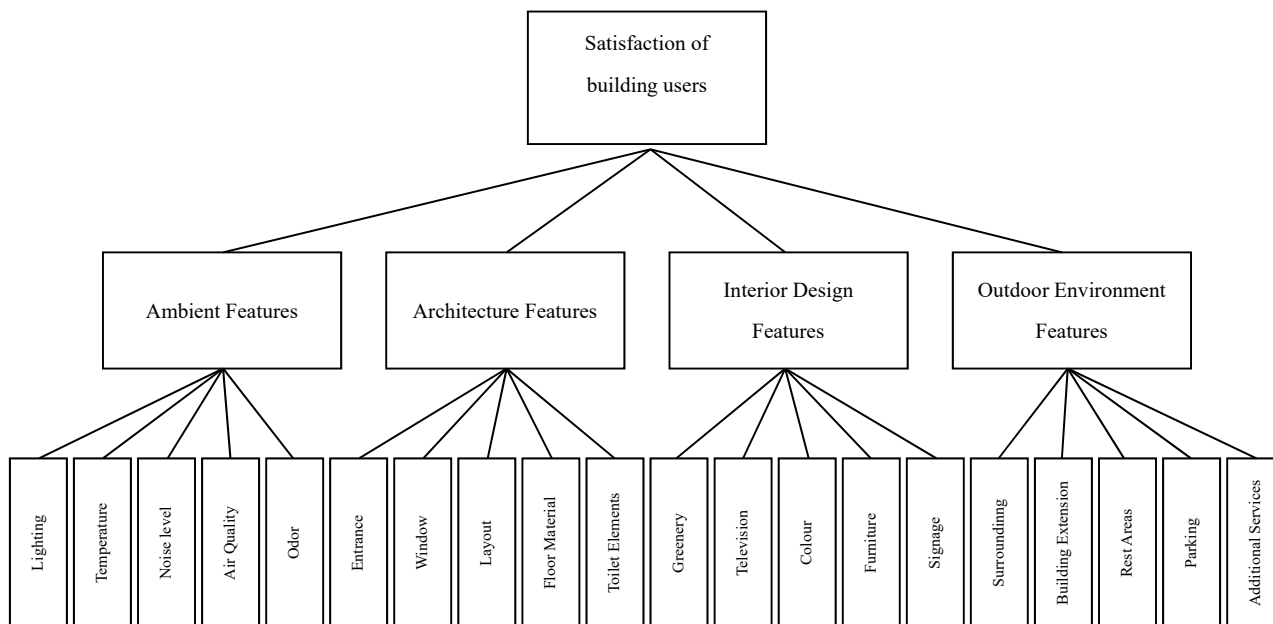 Satisfaction of
building users
Ambient Features
Architecture Features
Interior Design
Features
Outdoor Environment
Features
Lighting
Temperature
Noise level
Air Quality
Odor
Entrance
Window
Layout
Floor Material
Toilet Elements
Greenery
Television
Colour
Furniture
Signage
Surroundinng
Building Extension
Rest Areas
Parking
Additional Services